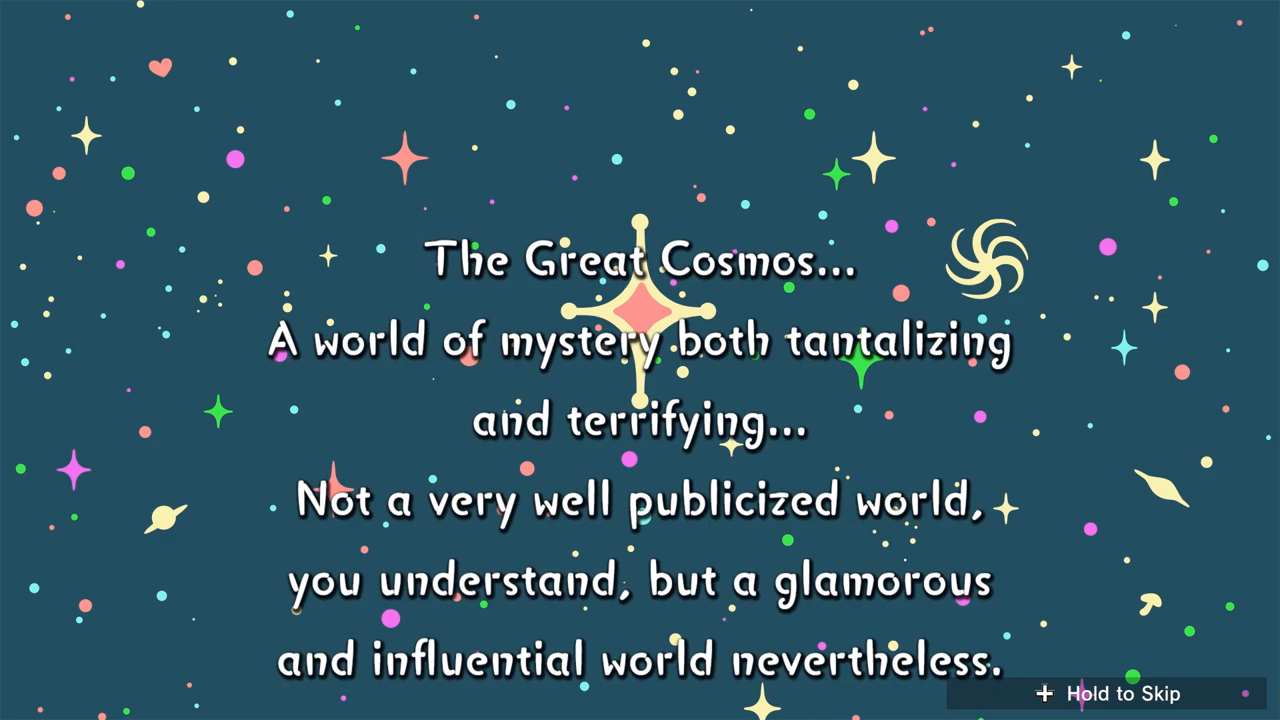 The Great Cosmos...
A world of mystery both tantalizing
and terrifying...
Not a very well publicized world,
you understand, but a glamorous
and influential world nevertheless.
Hold to Skip